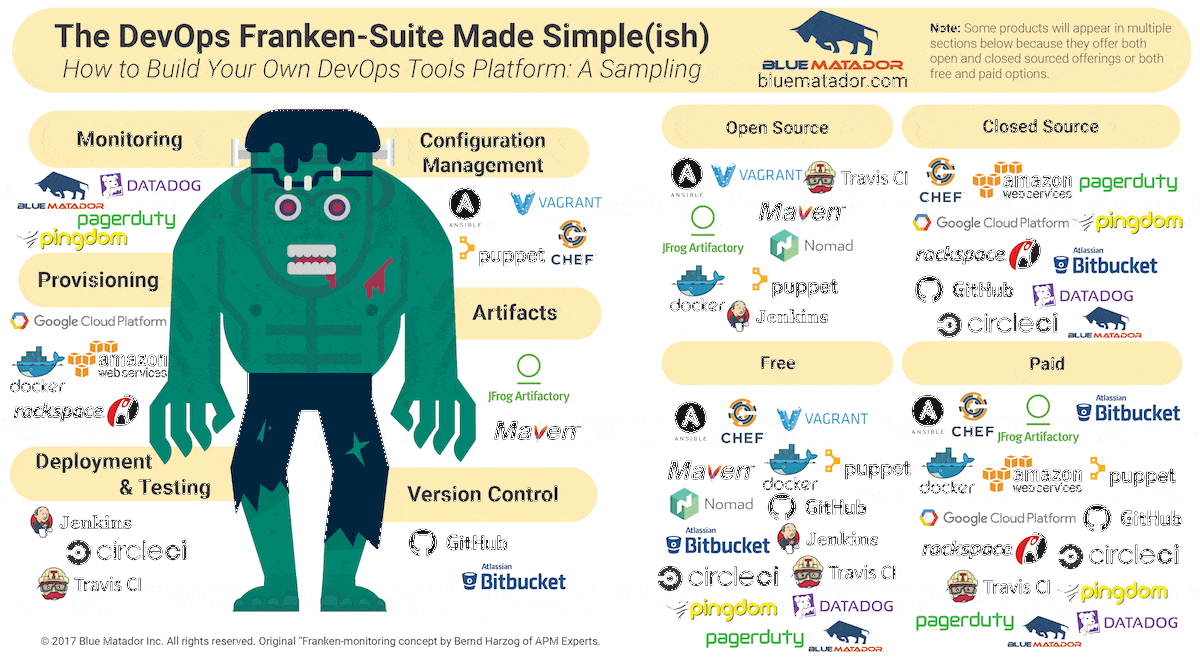 The DevOps Franken-Suite Made Simple(ish)
How to Build Your Own DevOps Tools Platform: A Sampling
BLUE MATADOR
bluematador.com
Note: Some products will appear in multiple
sections below because they offer both
open and closed sourced offerings or both
free and paid options.
Monitoring
BLUE MATADOR
DATADOG
pagerduty
pingdom
Provisioning
Google Cloud Platform
docker
amazon
web services
rackspace
Deployment
& Testing
Jenkins
circleci
Travis CI
Configuration
Management
ANSIBLE
VAGRANT
puppet
CHEF
Artifacts
JFrog Artifactory
Maven
Version Control
GitHub
Atlassian
Bitbucket
Open Source
ANSIBLE
VAGRANT
Travis CI
JFrog Artifactory
Maven
Nomad
docker
puppet
Jenkins
Closed Source
CHEF
amazon
web services
pagerduty
Google Cloud Platform
pingdom
rackspace
Atlassian
Bitbucket
GitHub
DATADOG
circleci
BLUE MATADOR
Free
ANSIBLE
CHEF
VAGRANT
Maven
docker
puppet
Nomad
GitHub
Atlassian
Bitbucket
Jenkins
circleci
Travis CI
pingdom
DATADOG
pagerduty
BLUE MATADOR
Paid
ANSIBLE
CHEF
JFrog Artifactory
Atlassian
Bitbucket
docker
amazon
web services
puppet
Google Cloud Platform
GitHub
rackspace
circleci
Travis CI
pingdom
pagerduty
BLUE MATADOR
DATADOG
© 2017 Blue Matador Inc. All rights reserved. Original "Franken-monitoring concept by Bernd Harzog of APM Experts.